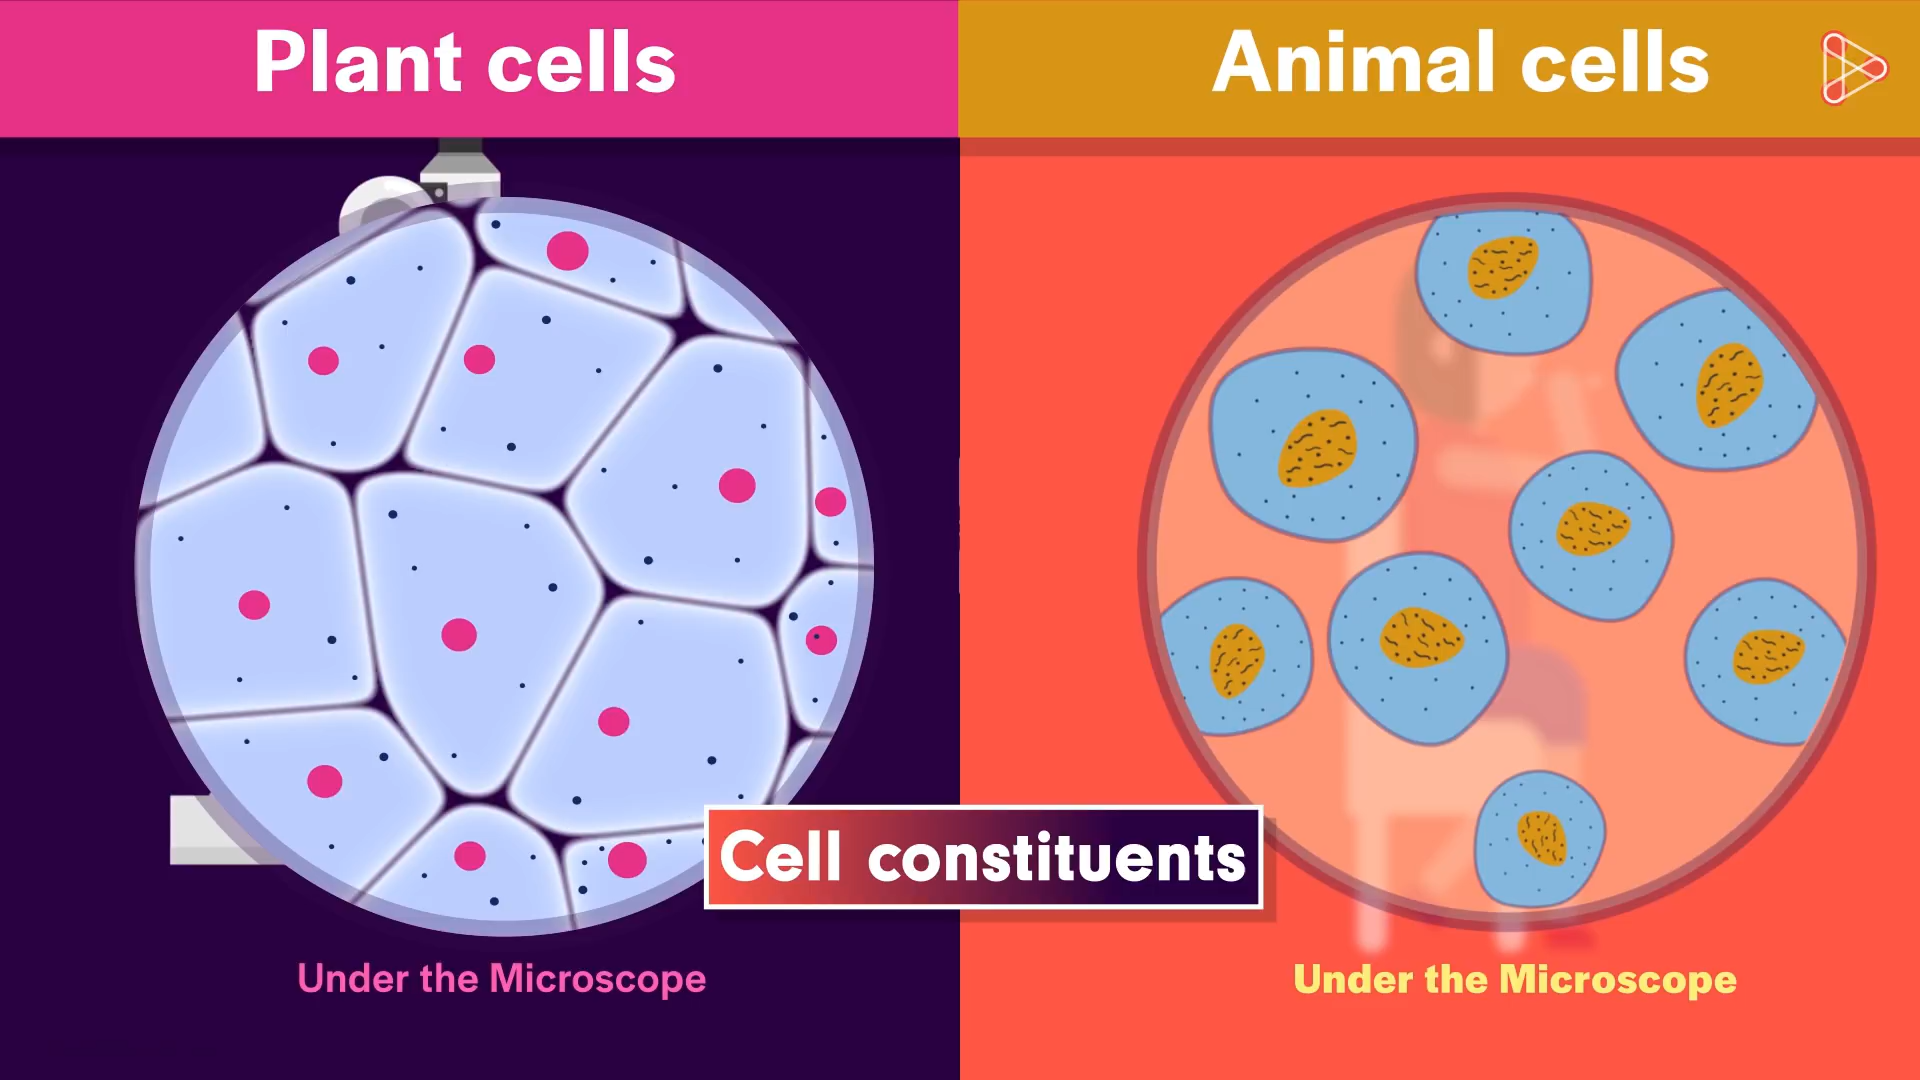 Plant cells
Animal cells
Cell constituents
Under the Microscope
Under the Microscope